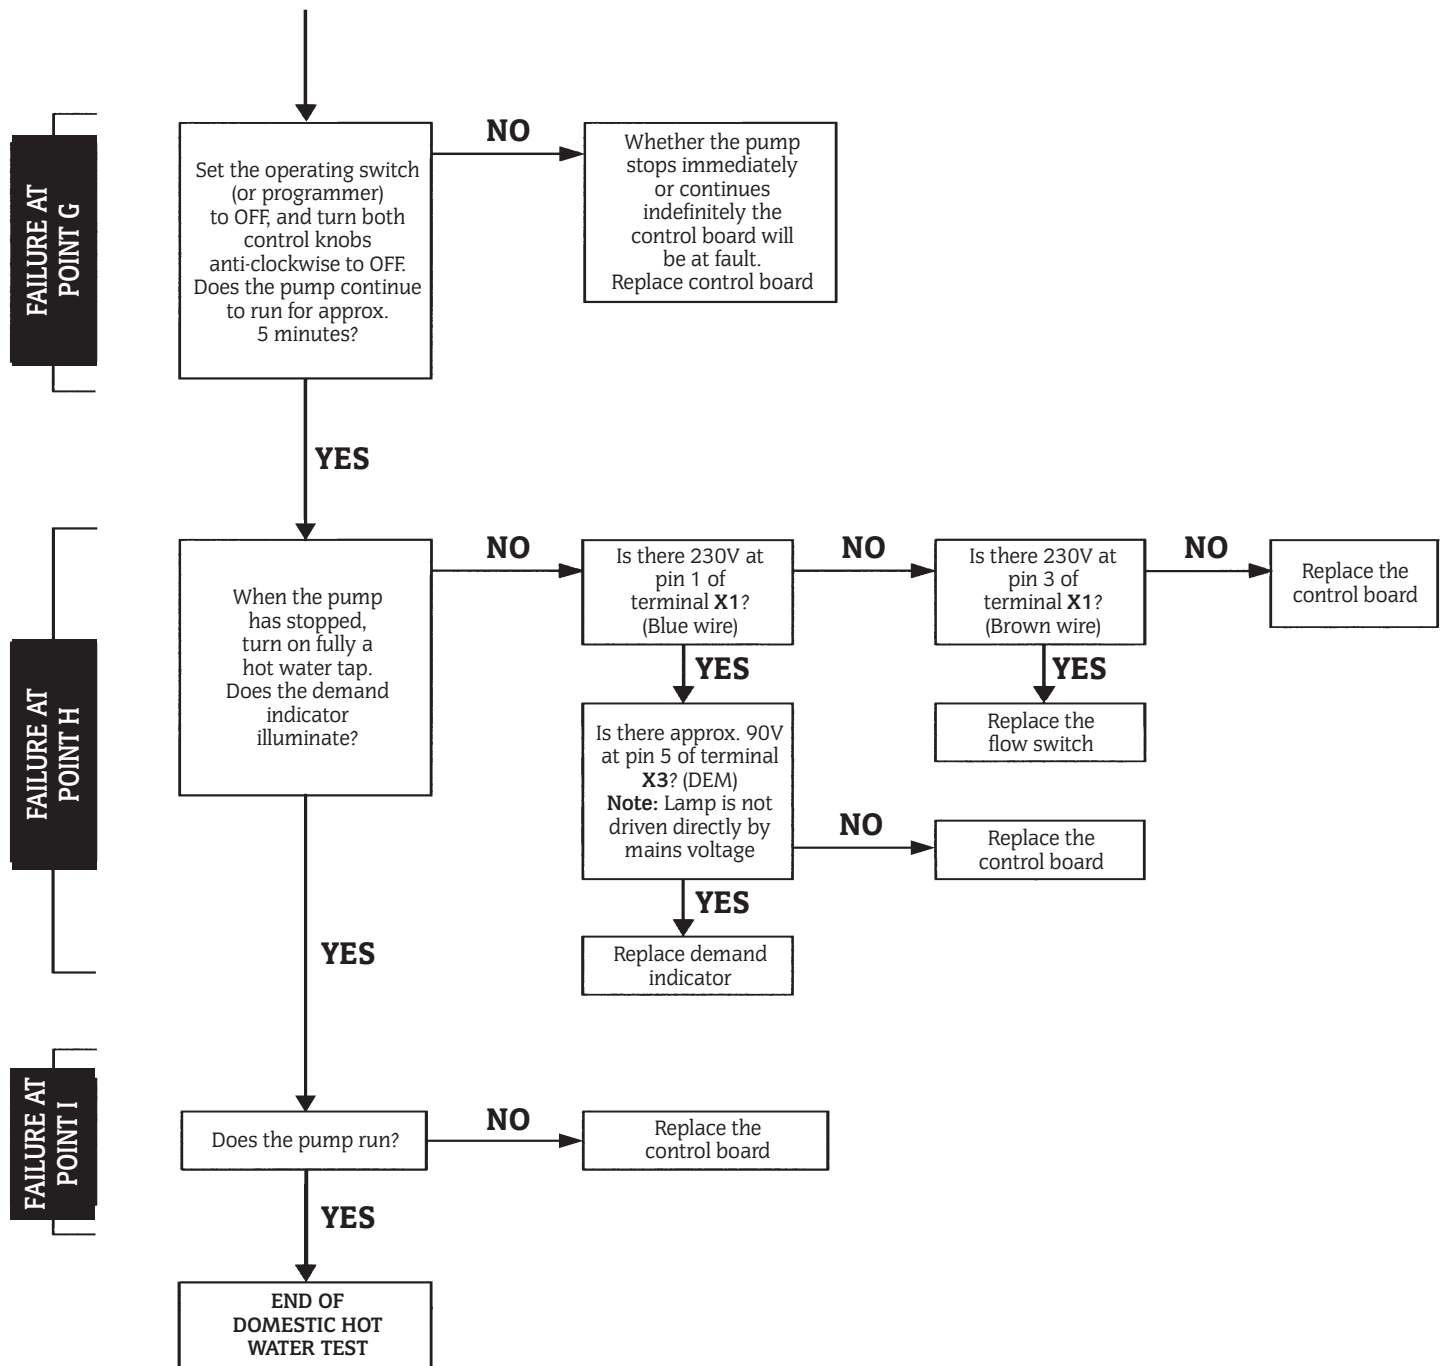 FAILURE AT
POINT G
Set the operating switch
(or programmer)
to OFF, and turn both
control knobs
anti-clockwise to OFF.
Does the pump continue
to run for approx.
5 minutes?
NO
Whether the pump
stops immediately
or continues
indefinitely the
control board will
be at fault.
Replace control board
YES
FAILURE AT
POINT H
When the pump
has stopped,
turn on fully a
hot water tap.
Does the demand
indicator
illuminate?
NO
Is there 230V at
pin 1 of
terminal X1?
(Blue wire)
NO
Is there 230V at
pin 3 of
terminal X1?
(Brown wire)
NO
Replace the
control board
YES
YES
Is there approx. 90V
at pin 5 of terminal
X3? (DEM)
Note: Lamp is not
driven directly by
mains voltage
Replace the
flow switch
NO
Replace the
control board
YES
Replace demand
indicator
YES
FAILURE AT
POINT I
Does the pump run?
NO
Replace the
control board
YES
END OF
DOMESTIC HOT
WATER TEST